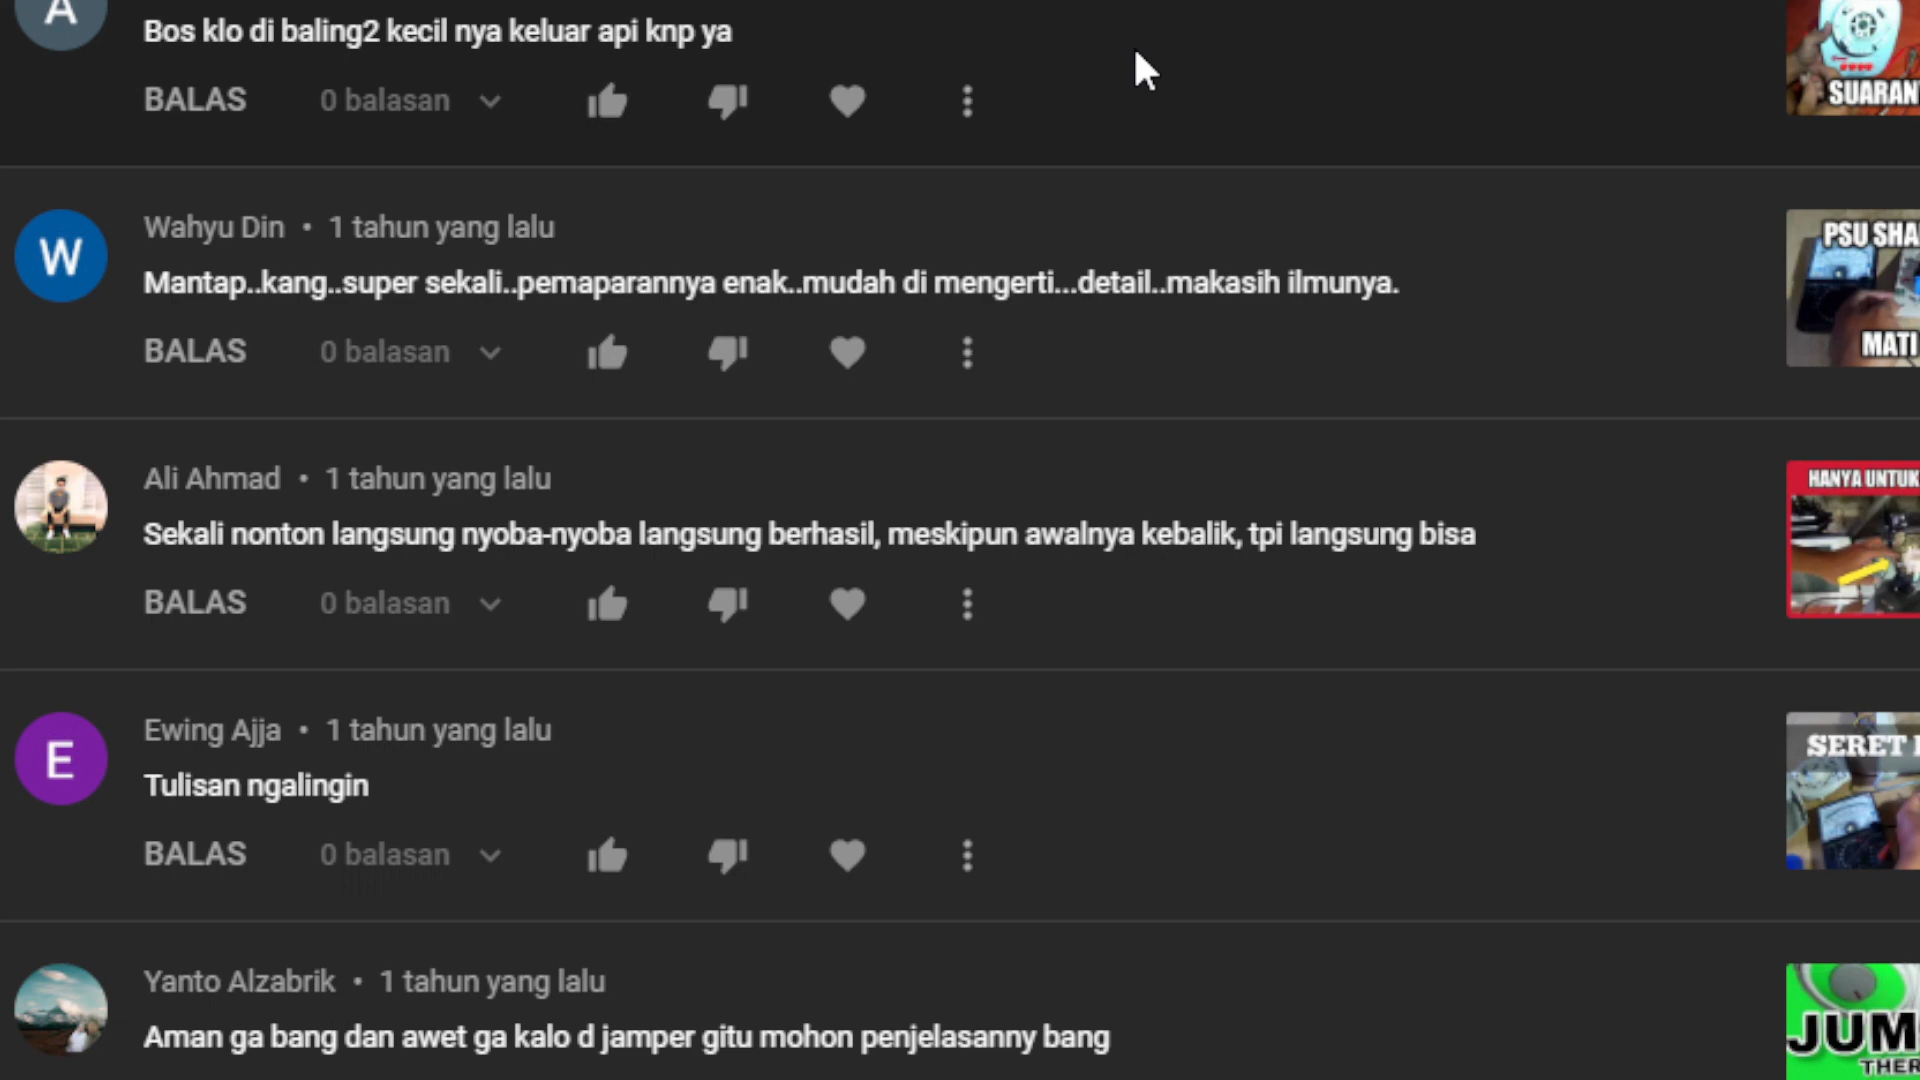 A
Bos klo di baling2 kecil nya keluar api knp ya
BALAS 0 balasan
SUARAN
W
Wahyu Din • 1 tahun yang lalu
Mantap..kang..super sekali..pemaparannya enak..mudah di mengerti...detail..makasih ilmunya.
BALAS 0 balasan
PSU SHA
MATI
Ali Ahmad • 1 tahun yang lalu
Sekali nonton langsung nyoba-nyoba langsung berhasil, meskipun awalnya kebalik, tpi langsung bisa
BALAS 0 balasan
HANYA UNTUK
E
Ewing Ajja • 1 tahun yang lalu
Tulisan ngalingin
BALAS 0 balasan
SERET
Yanto Alzabrik • 1 tahun yang lalu
Aman ga bang dan awet ga kalo d jamper gitu mohon penjelasanny bang
JUM
THER